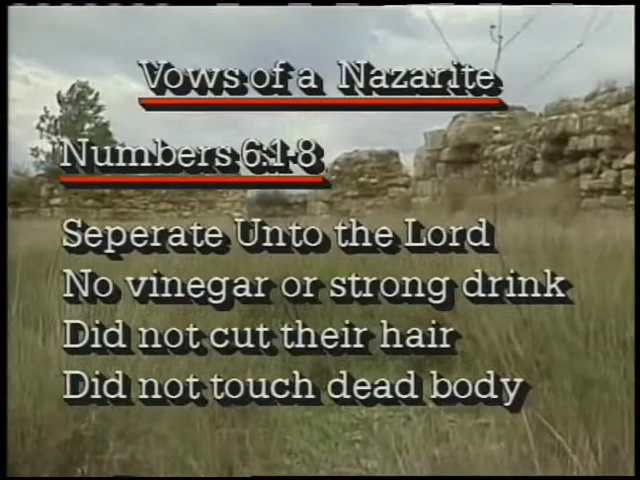 Vows of a Nazarite
Numbers 6:1-8
Seperate Unto the Lord
No vinegar or strong drink
Did not cut their hair
Did not touch dead body